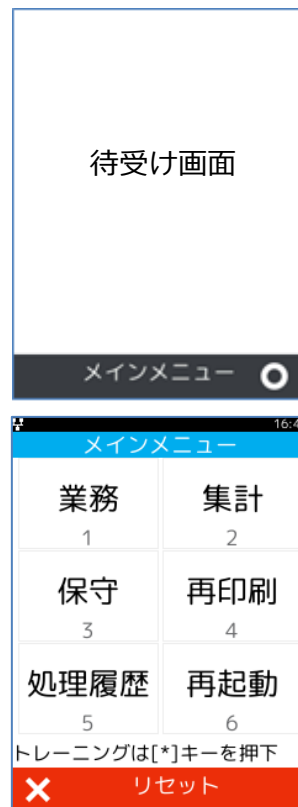 待受け画面
メインメニュー
メインメニュー
業務 集計
1 2
保守 再印刷
3 4
処理履歴 再起動
5 6
トレーニングは[*]キーを押下
リセット